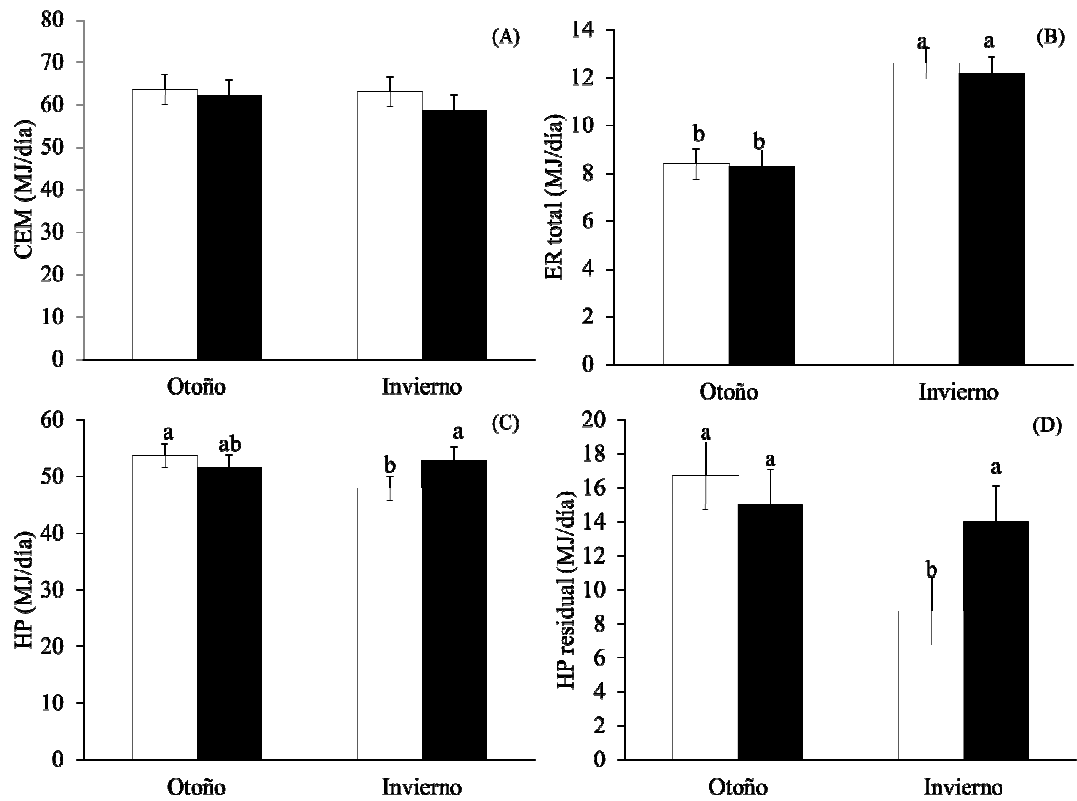 (A)
CEM (MJ/día)
80
70
60
50
40
30
20
10
0
Otoño
Invierno
(B)
ER total (MJ/día)
14
12
10
8
6
4
2
0
b
b
a
a
Otoño
Invierno
(C)
HP (MJ/día)
60
50
40
30
20
10
0
a
ab
b
a
Otoño
Invierno
(D)
HP residual (MJ/día)
20
18
16
14
12
10
8
6
4
2
0
a
a
b
a
Otoño
Invierno